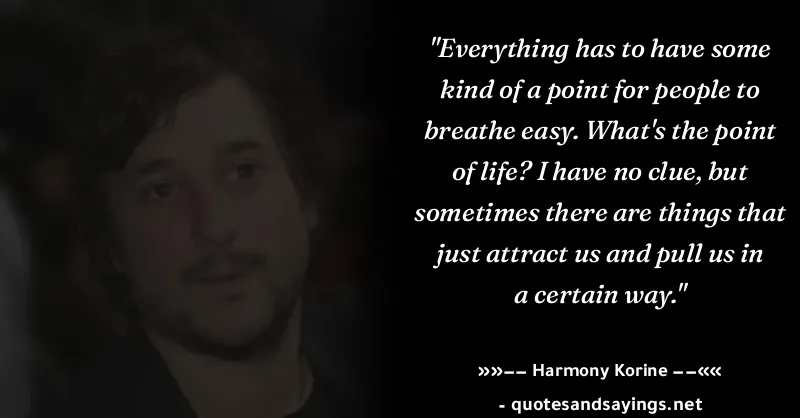 "Everything has to have some
kind of a point for people to
breathe easy. What's the point
of life? I have no clue, but
sometimes there are things that
just attract us and pull us in
a certain way."
»»−− Harmony Korine −−««
- quotesandsayings.net